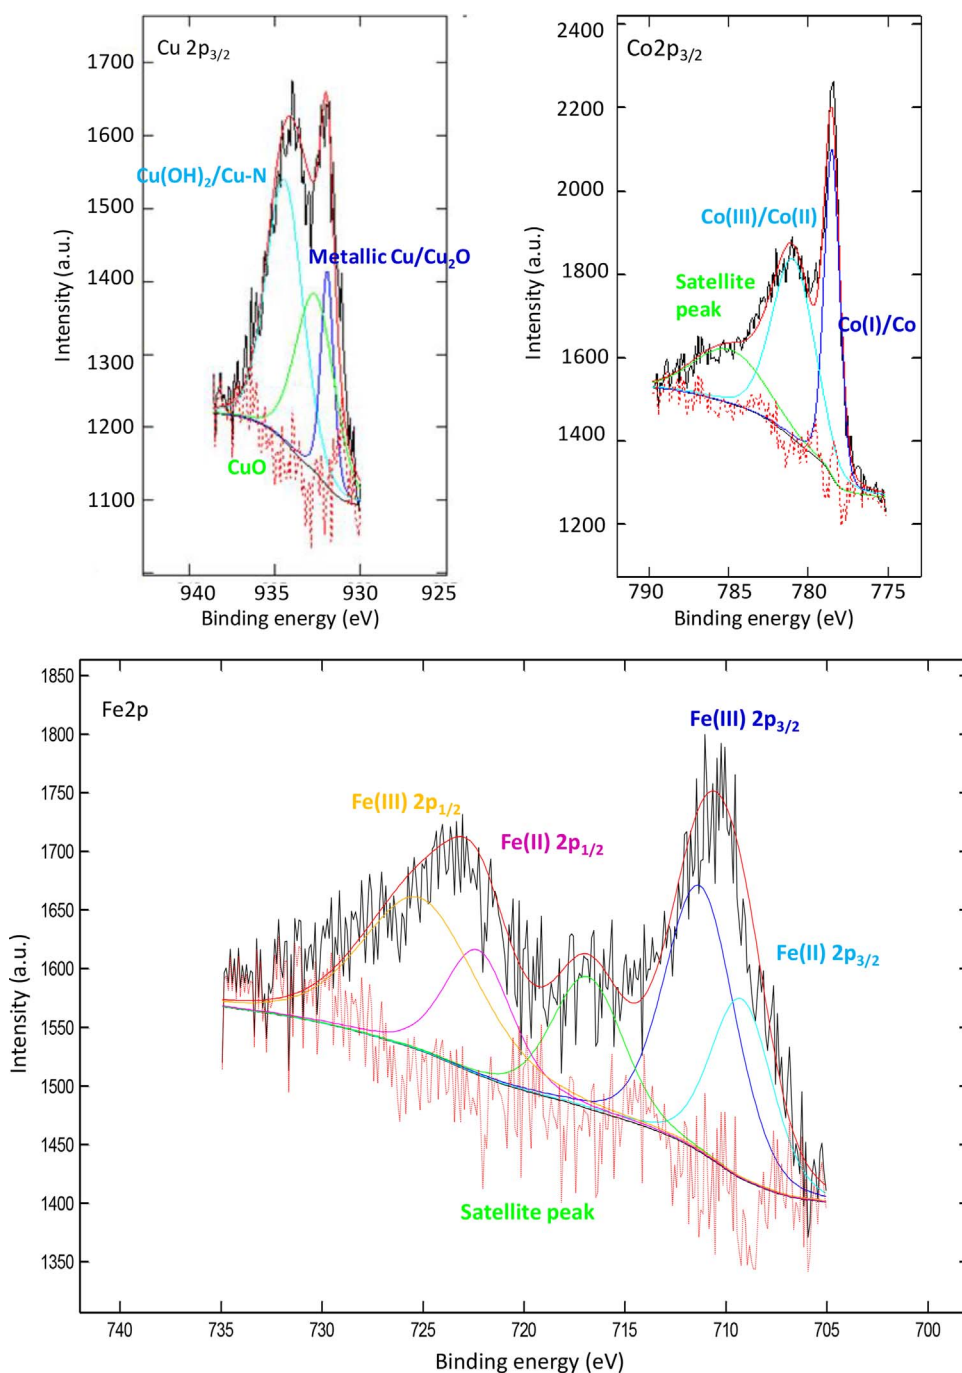 Cu 2p3/2
1700
1600
1500
1400
1300
1200
1100
Intensity (a.u.)
Cu(OH)2/Cu-N
Metallic Cu/Cu2O
CuO
940 935 930 925
Binding energy (eV)
Co2p3/2
2400
2200
2000
1800
1600
1400
1200
Intensity (a.u.)
Co(III)/Co(II)
Satellite
peak
Co(I)/Co
790 785 780 775
Binding energy (eV)
Fe2p
1850
1800
1750
1700
1650
1600
1550
1500
1450
1400
1350
Intensity (a.u.)
Fe(III) 2p3/2
Fe(III) 2p1/2
Fe(II) 2p1/2
Fe(II) 2p3/2
Satellite peak
740 735 730 725 720 715 710 705 700
Binding energy (eV)